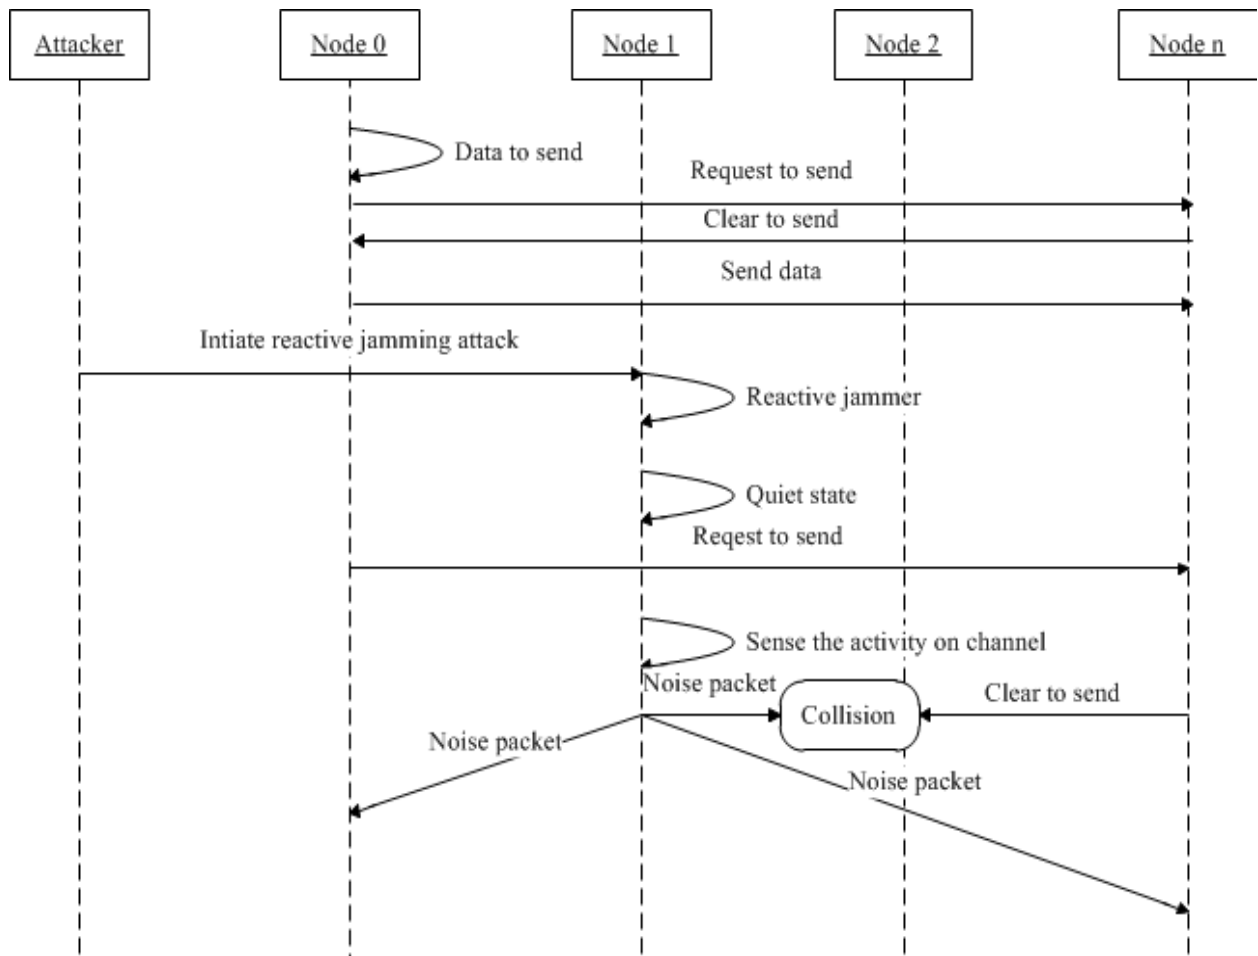 Attacker
Node 0
Node 1
Node 2
Node n
Data to send
Request to send
Clear to send
Send data
Intiate reactive jamming attack
Reactive jammer
Quiet state
Reqest to send
Sense the activity on channel
Noise packet
Collision
Clear to send
Noise packet
Noise packet